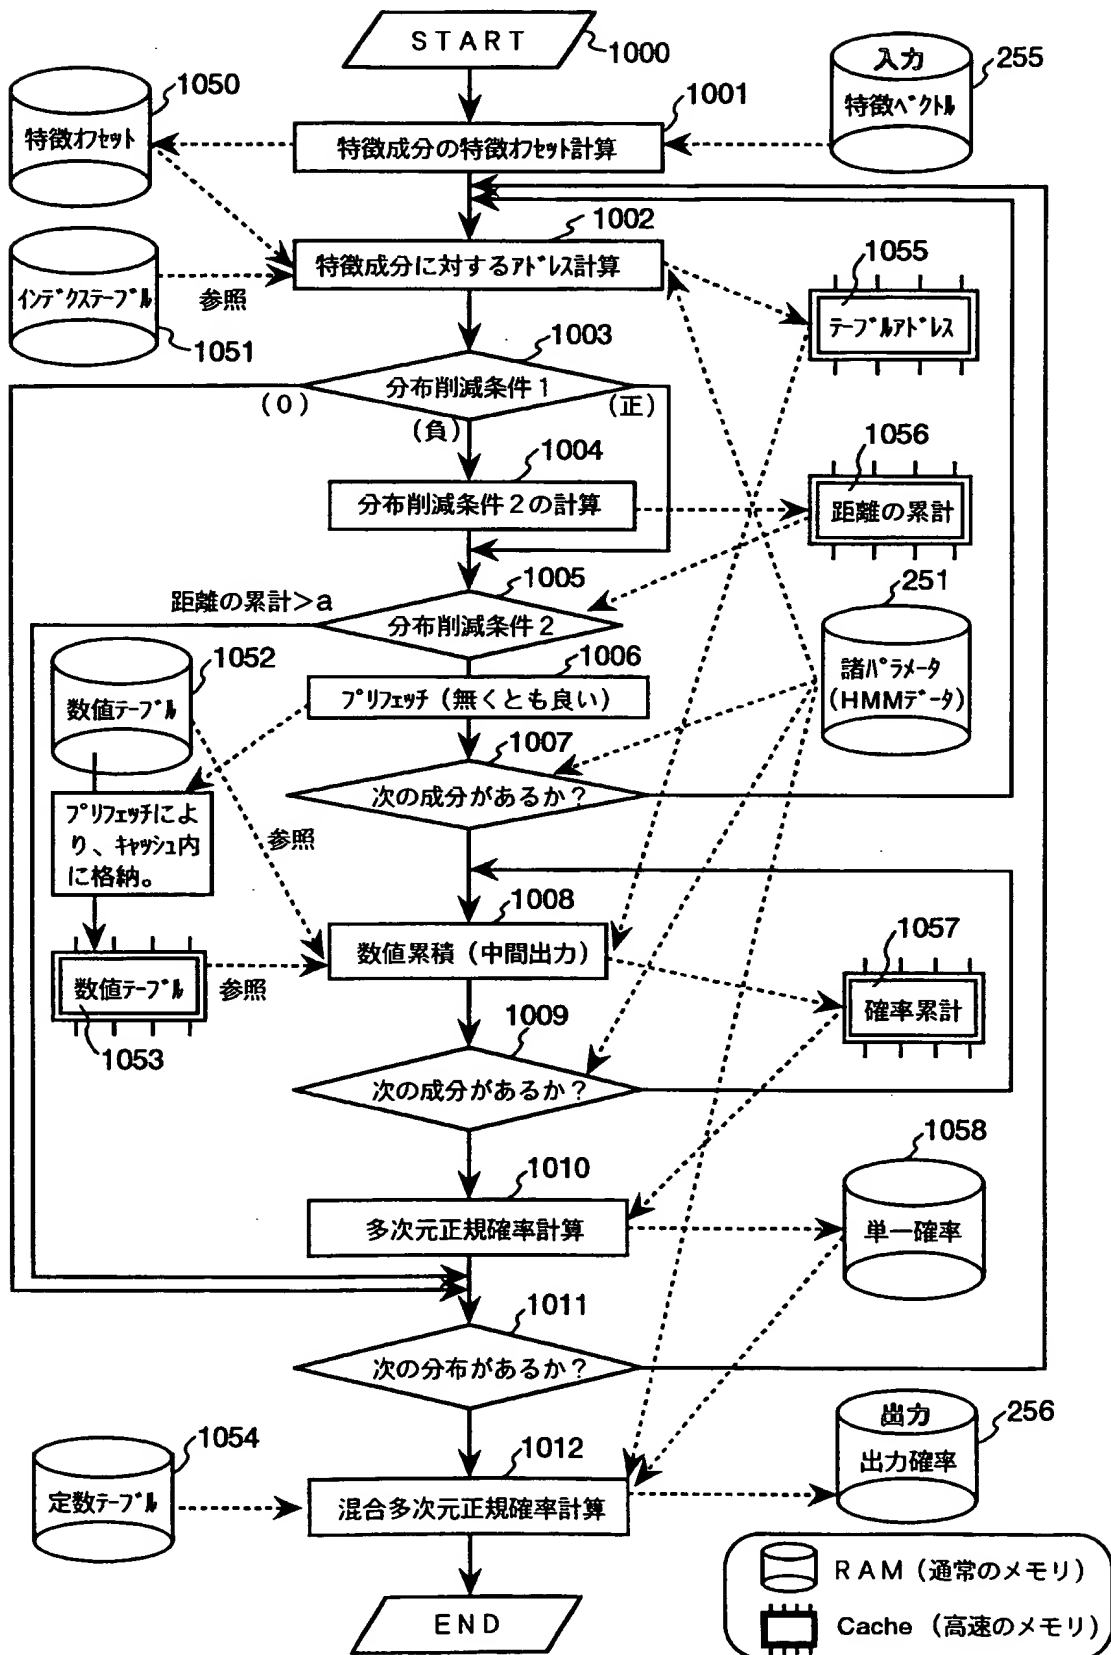 START
1000
入力
特徴ベクトル
255
1050
特徴オフセット
1001
特徴成分の特徴オフセット計算
1002
特徴成分に対するアドレス計算
インデクステーブル
参照
1051
1055
テーブルアドレス
1003
分布削減条件1
(0)
(負)
(正)
1004
分布削減条件2の計算
1056
距離の累計
1005
距離の累計>a
分布削減条件2
251
諸パラメータ
(HMMデータ)
1052
数値テーブル
1006
プリフェッチ(無くとも良い)
1007
次の成分があるか?
プリフェッチによ
り、キャッシュ内
に格納。
参照
1008
数値累積(中間出力)
1057
確率累計
数値テーブル
参照
1053
1009
次の成分があるか?
1058
単一確率
1010
多次元正規確率計算
1011
次の分布があるか?
1054
定数テーブル
1012
混合多次元正規確率計算
出力
出力確率
256
END
RAM(通常のメモリ)
Cache(高速のメモリ)